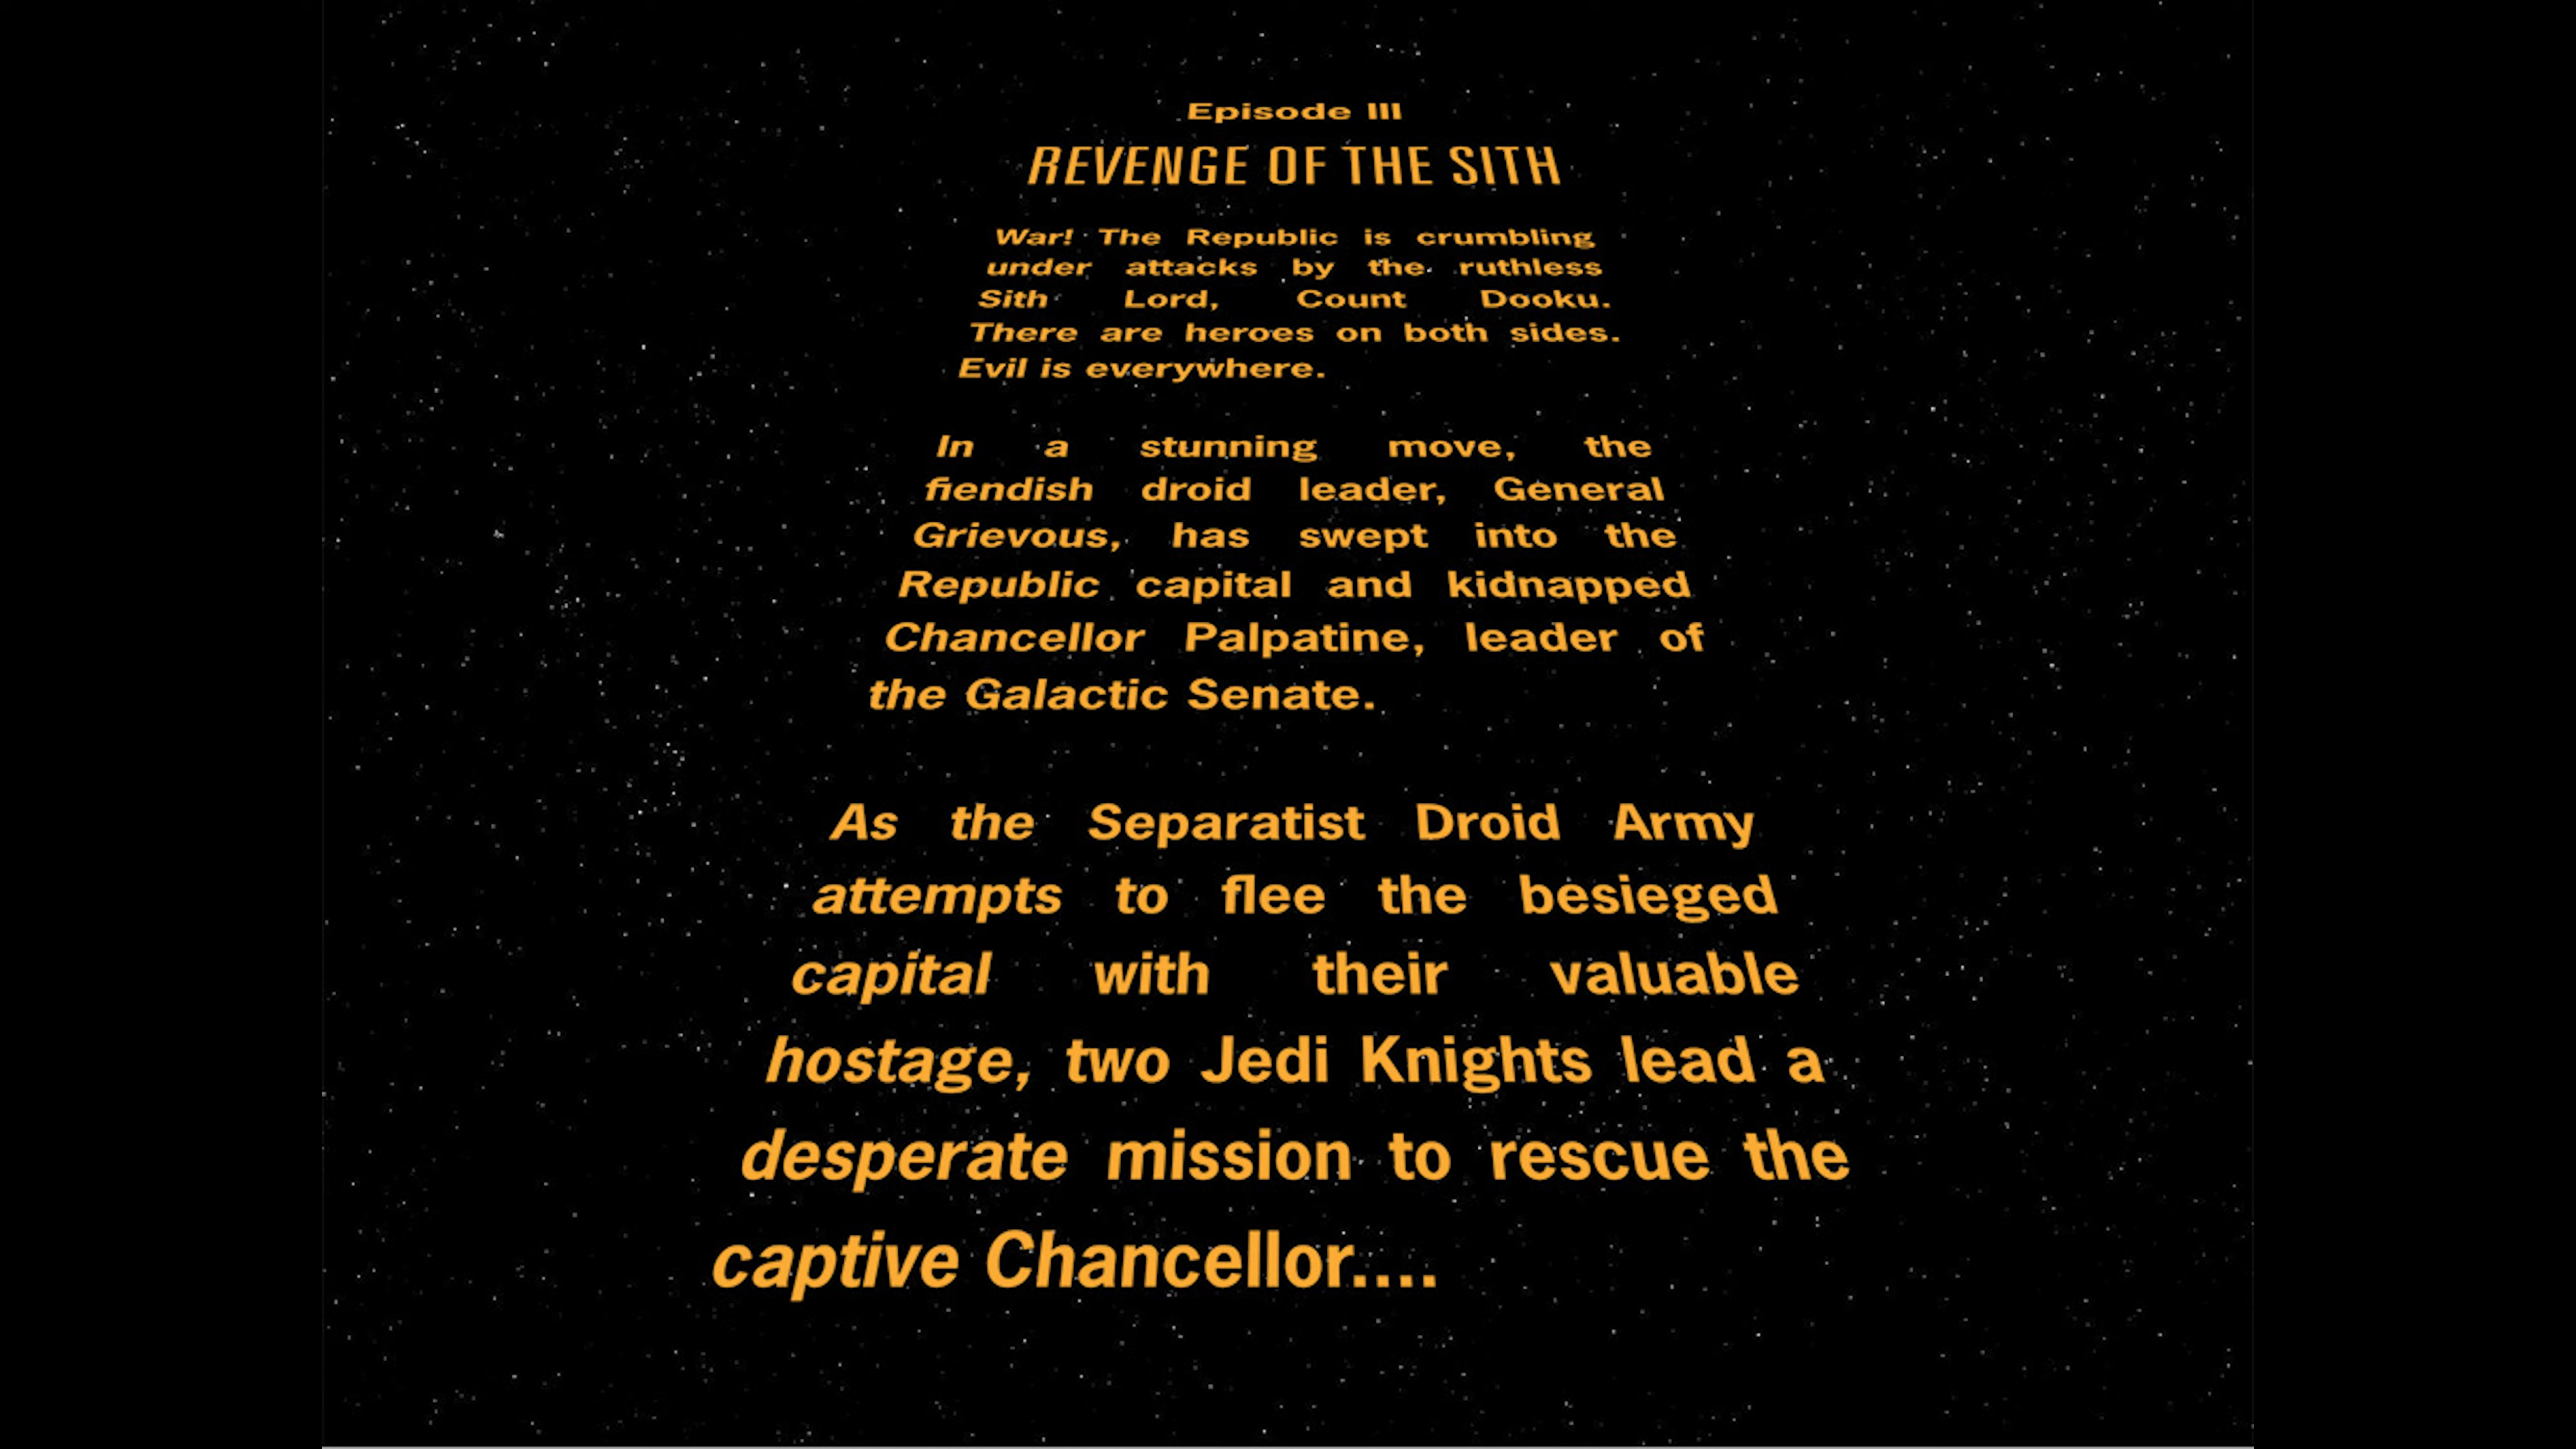 Episode III
REVENGE OF THE SITH
War! The Republic is crumbling
under attacks by the ruthless
Sith Lord, Count Dooku.
There are heroes on both sides.
Evil is everywhere.
In a stunning move, the
fiendish droid leader, General
Grievous, has swept into the
Republic capital and kidnapped
Chancellor Palpatine, leader of
the Galactic Senate.
As the Separatist Droid Army
attempts to flee the besieged
capital with their valuable
hostage, two Jedi Knights lead a
desperate mission to rescue the
captive Chancellor....